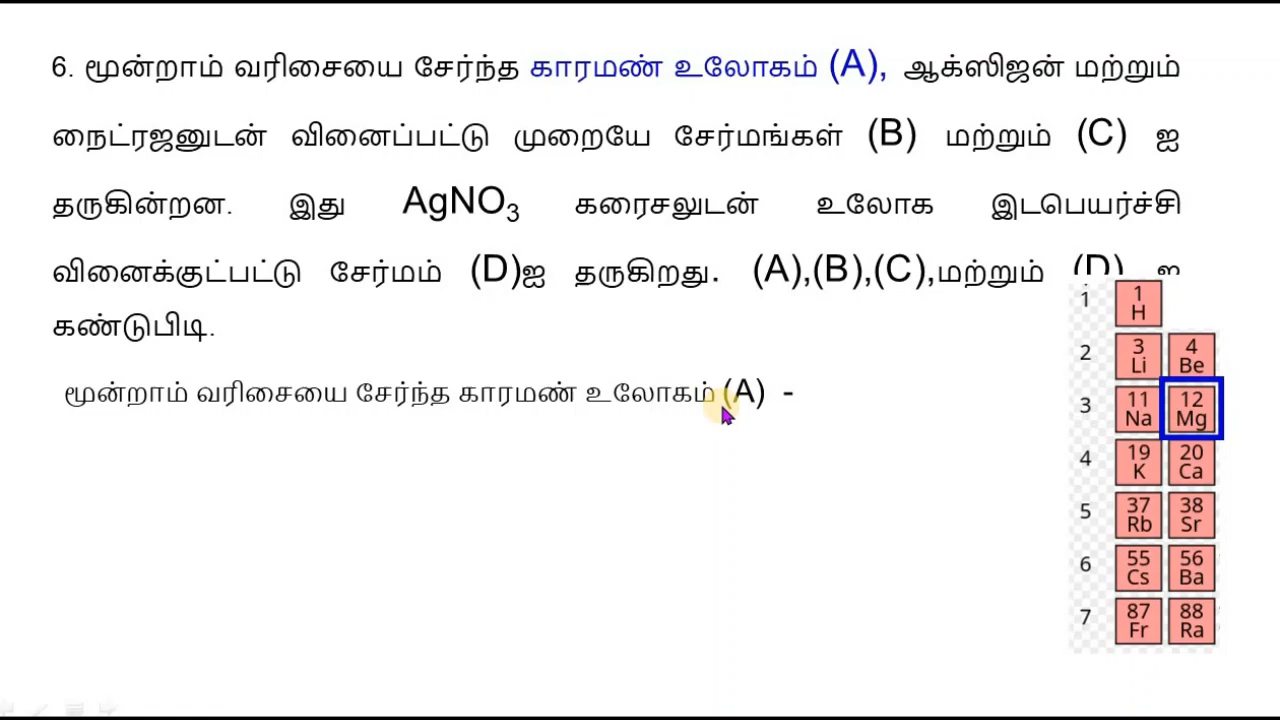 6. மூன்றாம் வரிசையை சேர்ந்த காரமண் உலோகம் (A), ஆக்ஸிஜன் மற்றும்
நைட்ரஜனுடன் வினைப்பட்டு முறையே சேர்மங்கள் (B) மற்றும் (C) ஐ
தருகின்றன. இது AgNO₃ கரைசலுடன் உலோக இடபெயர்ச்சி
வினைக்குட்பட்டு சேர்மம் (D)ஐ தருகிறது. (A),(B),(C),மற்றும் (D) ஐ
கண்டுபிடி.
மூன்றாம் வரிசையை சேர்ந்த காரமண் உலோகம் (A) -
1 1 H
2 3 Li 4 Be
3 11 Na 12 Mg
4 19 K 20 Ca
5 37 Rb 38 Sr
6 55 Cs 56 Ba
7 87 Fr 88 Ra